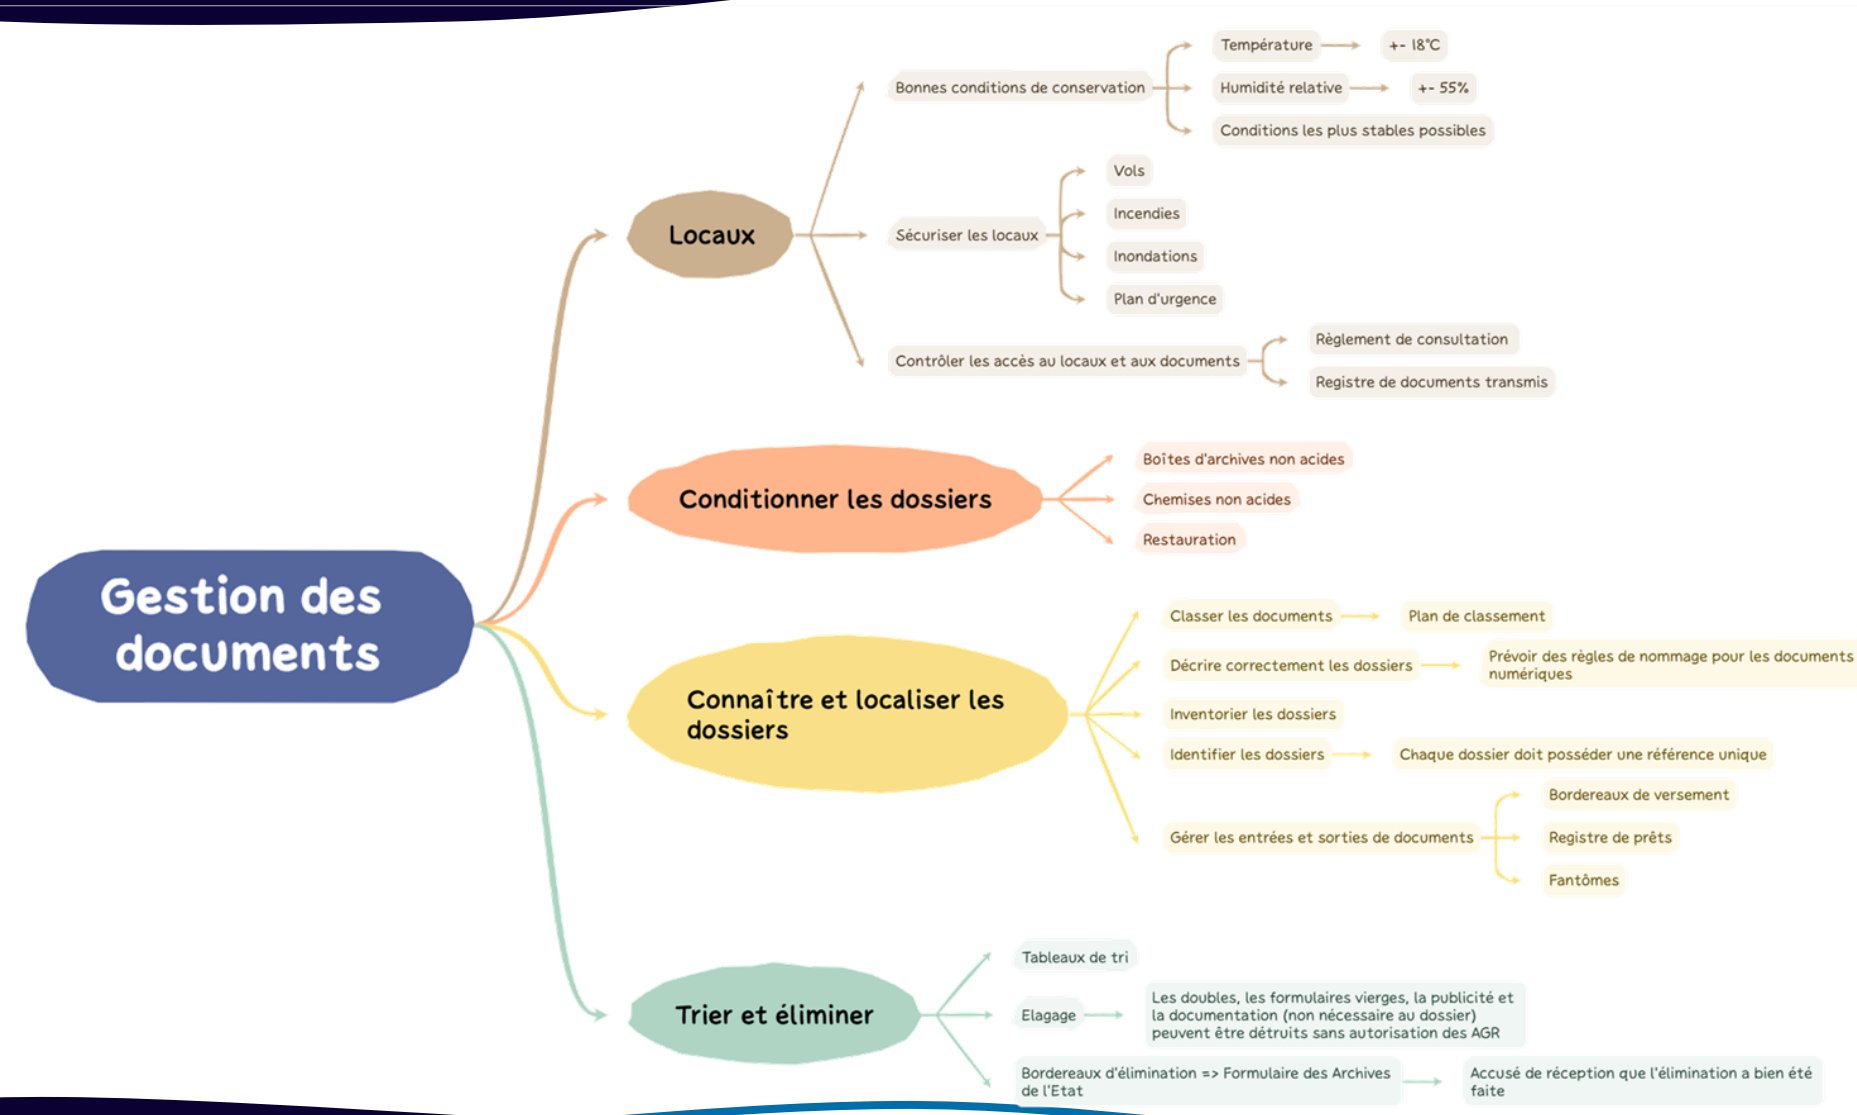 Gestion des
documents
Locaux
Bonnes conditions de conservation
Température
+- 18°C
Humidité relative
+- 55%
Conditions les plus stables possibles
Sécuriser les locaux
Vols
Incendies
Inondations
Plan d'urgence
Contrôler les accès au locaux et aux documents
Règlement de consultation
Registre de documents transmis
Conditionner les dossiers
Boîtes d'archives non acides
Chemises non acides
Restauration
Connaître et localiser les
dossiers
Classer les documents
Plan de classement
Décrire correctement les dossiers
Prévoir des règles de nommage pour les documents
numériques
Inventorier les dossiers
Identifier les dossiers
Chaque dossier doit posséder une référence unique
Gérer les entrées et sorties de documents
Bordereaux de versement
Registre de prêts
Fantômes
Trier et éliminer
Tableaux de tri
Elagage
Les doubles, les formulaires vierges, la publicité et
la documentation (non nécessaire au dossier)
peuvent être détruits sans autorisation des AGR
Bordereaux d'élimination => Formulaire des Archives
de l'Etat
Accusé de réception que l'élimination a bien été
faite